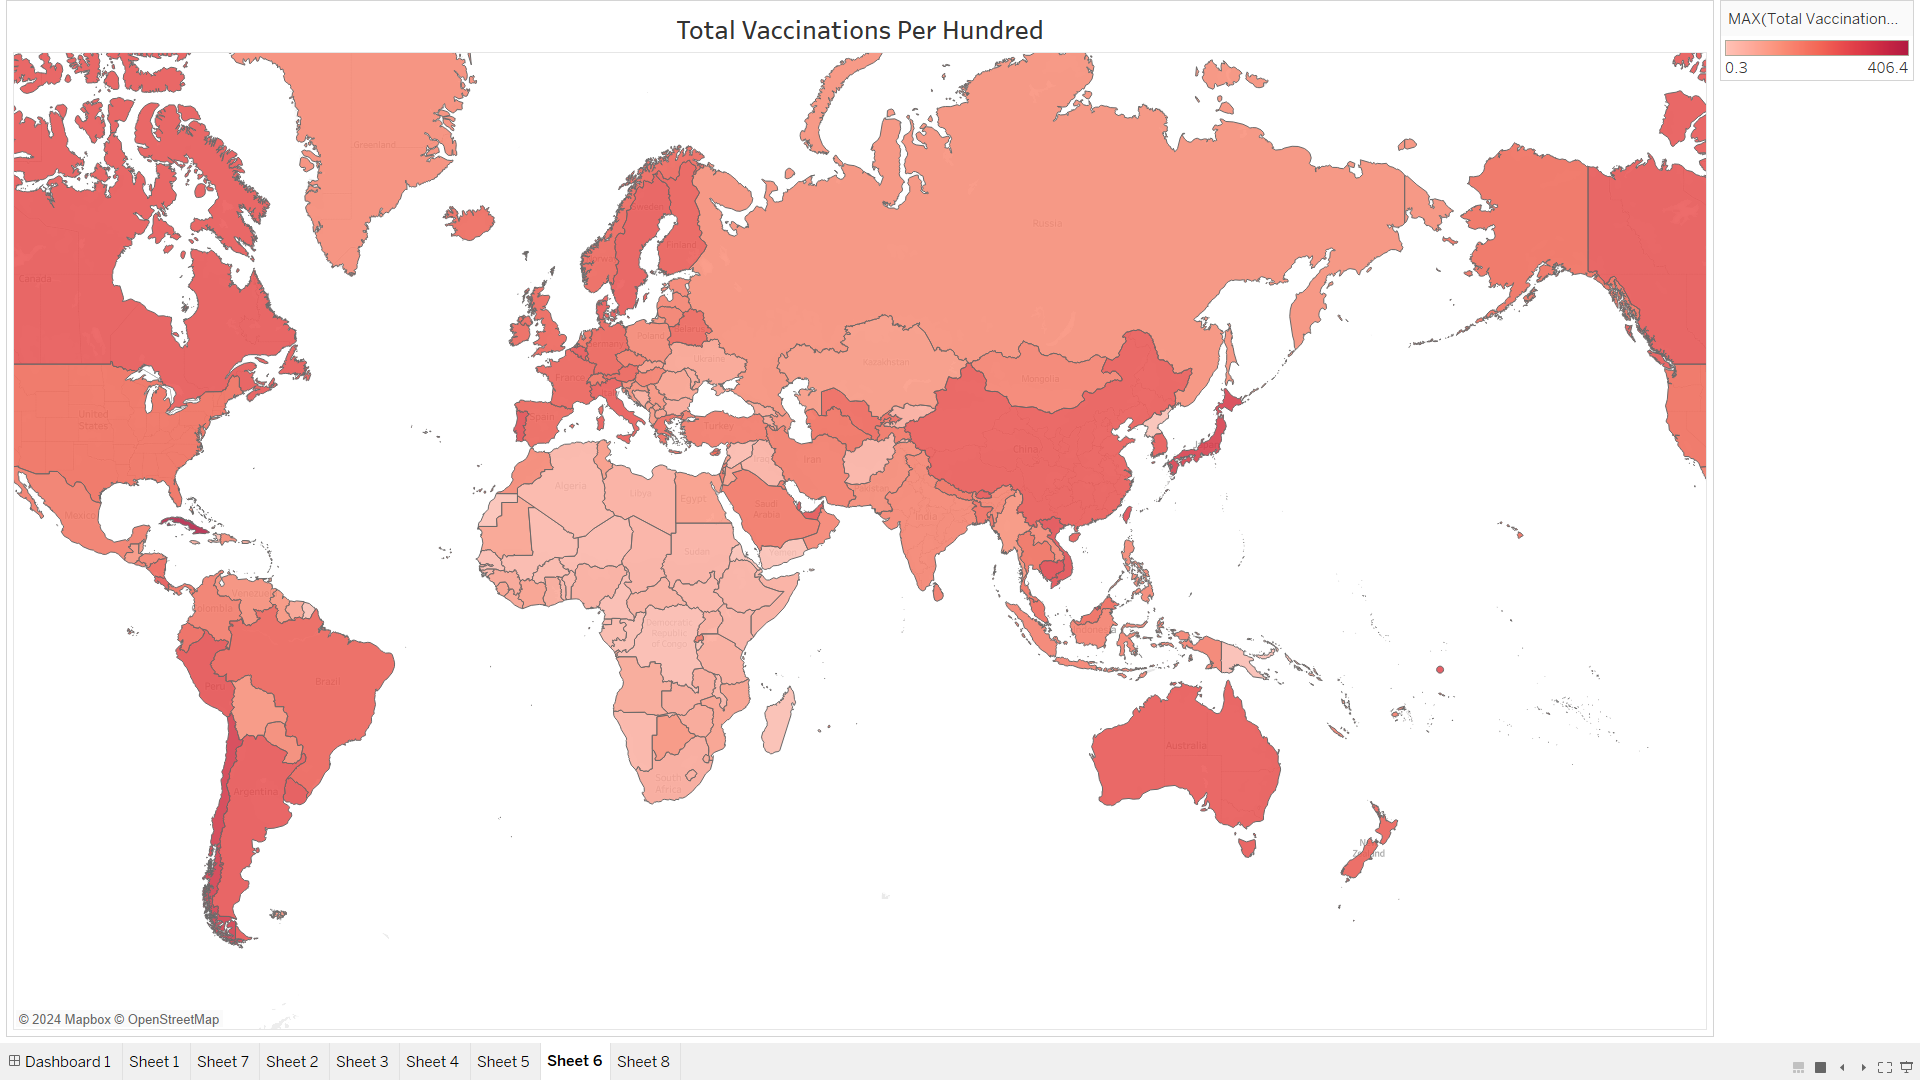 Total Vaccinations Per Hundred
MAX(Total Vaccination...
0.3
406.4
Greenland
Russia
Sweden
Finland
Canada
Belarus
Poland
Ukraine
Kazakhstan
Mongolia
France
Spain
United
States
Turkey
China
Iran
Iraq
Algeria
Libya
Egypt
Saudi
Arabia
Mexico
India
Sudan
Yemen
Venezuela
Colombia
Democratic
Republic
of Congo
Indonesia
Brazil
Peru
Australia
South
Africa
Argentina
© 2024 Mapbox © OpenStreetMap
Dashboard 1
Sheet 1
Sheet 7
Sheet 2
Sheet 3
Sheet 4
Sheet 5
Sheet 6
Sheet 8